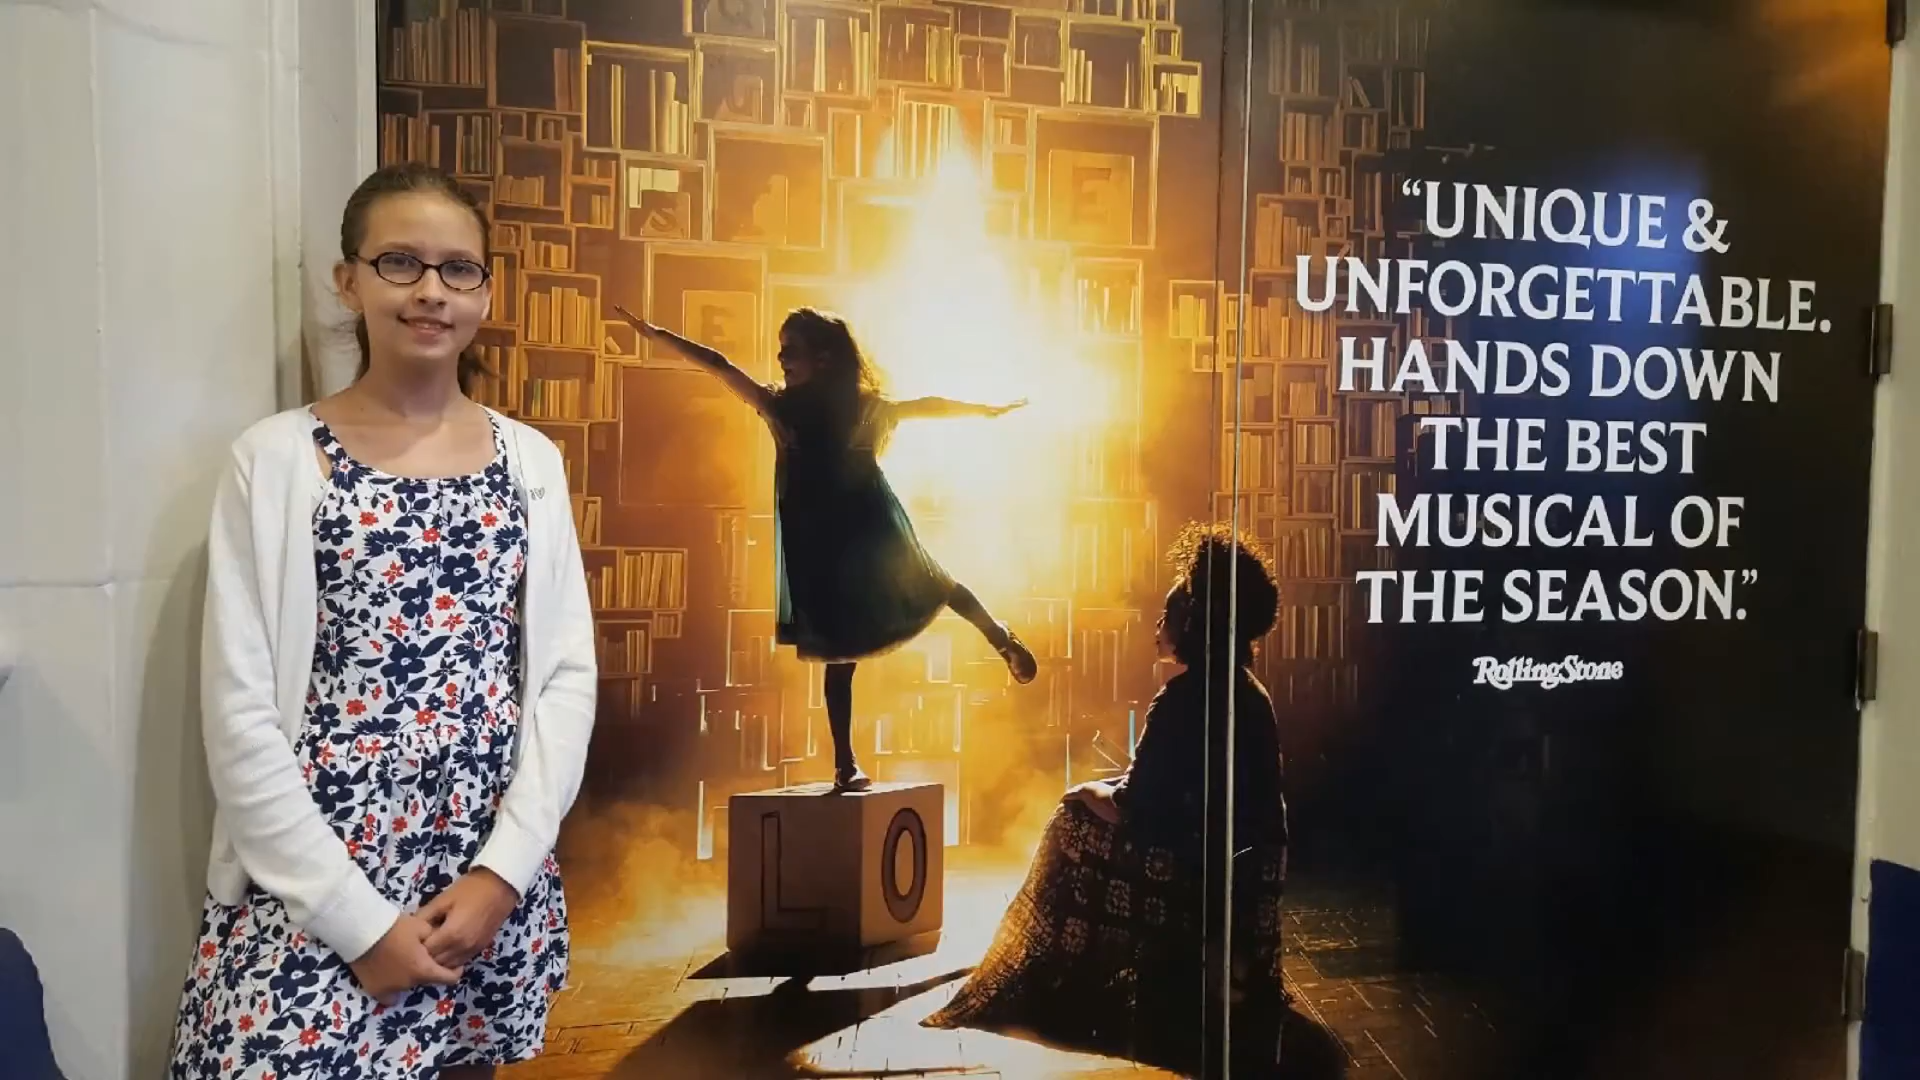 “UNIQUE &
UNFORGETTABLE.
HANDS DOWN
THE BEST
MUSICAL OF
THE SEASON.”
RollingStone
L O